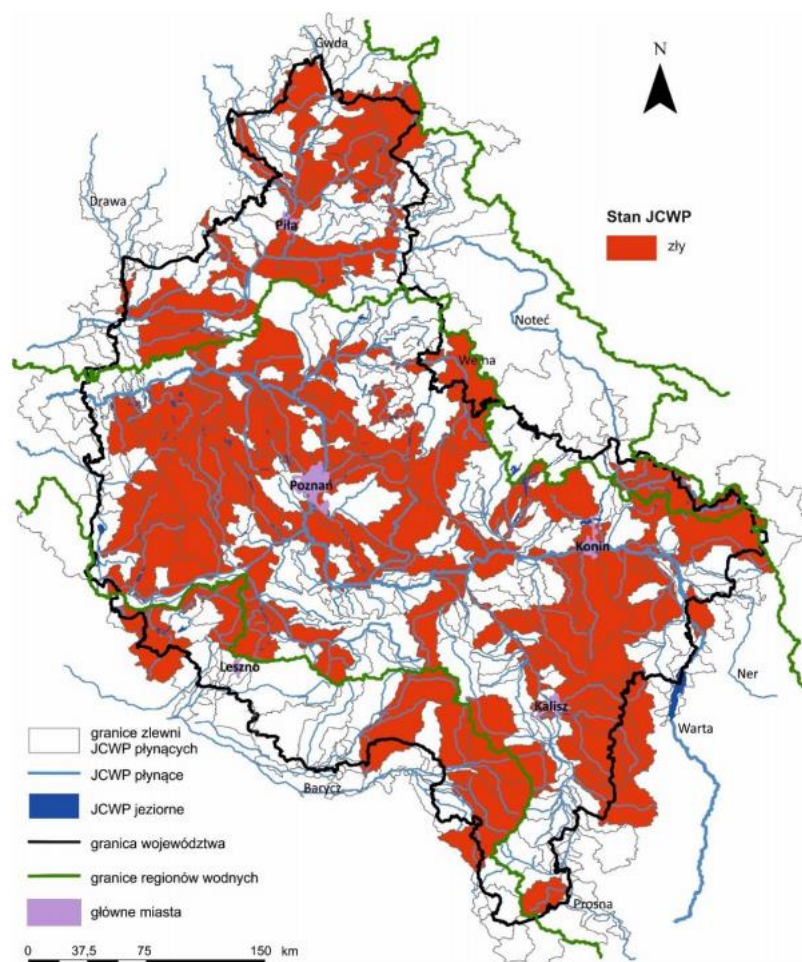 Gwda
N
Drawa
Stan JCWP
zły
Piła
Noteć
Wełna
Poznań
Konin
Leszno
Ner
Kalisz
Warta
granice zlewni
JCWP płynących
JCWP płynące
Barycz
JCWP jeziorne
granica województwa
granice regionów wodnych
główne miasta
Prosna
0 37,5 75 150 km